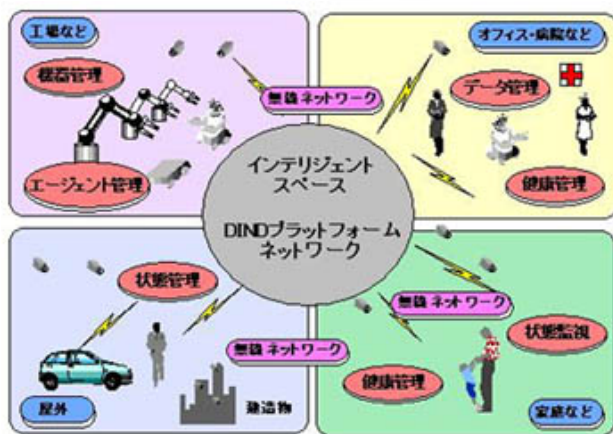 工場など
機器管理
エージェント管理
無線ネットワーク
オフィス・病院など
データ管理
健康管理
インテリジェント
スペース
DINDプラットフォーム
ネットワーク
状態管理
無線ネットワーク
屋外
建造物
無線ネットワーク
状態監視
健康管理
家庭など